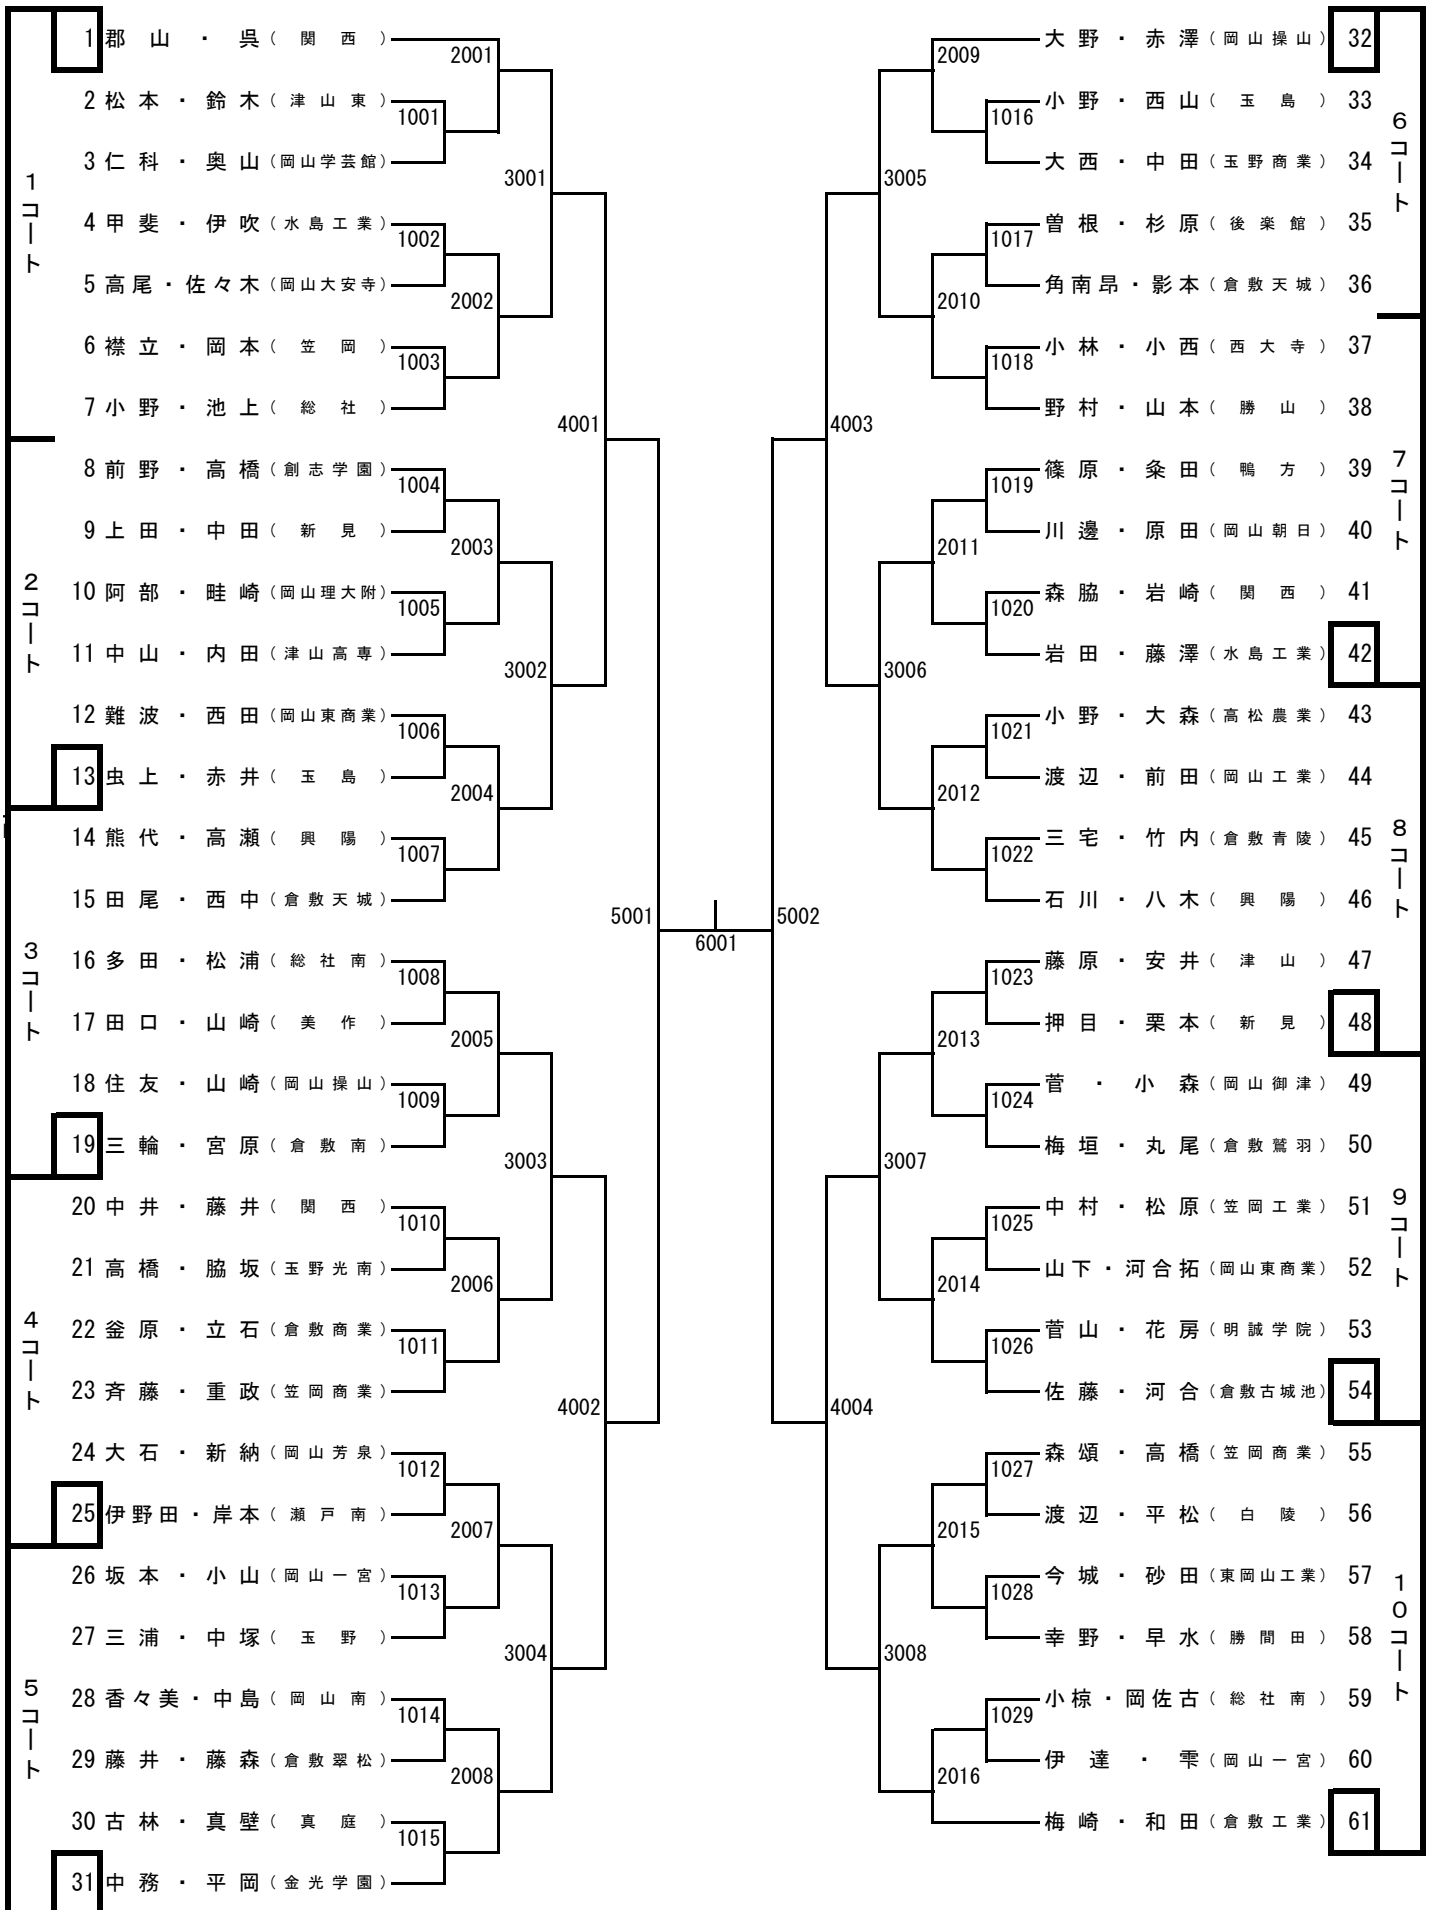 1 郡山・呉（関西）
2 松本・鈴木（津山東）
3 仁科・奥山（岡山学芸館）
4 甲斐・伊吹（水島工業）
5 高尾・佐々木（岡山大安寺）
6 襟立・岡本（笠岡）
7 小野・池上（総社）
8 前野・高橋（創志学園）
9 上田・中田（新見）
10 阿部・畦崎（岡山理大附）
11 中山・内田（津山高専）
12 難波・西田（岡山東商業）
13 虫上・赤井（玉島）
14 熊代・高瀬（興陽）
15 田尾・西中（倉敷天城）
16 多田・松浦（総社南）
17 田口・山崎（美作）
18 住友・山崎（岡山操山）
19 三輪・宮原（倉敷南）
20 中井・藤井（関西）
21 高橋・脇坂（玉野光南）
22 釜原・立石（倉敷商業）
23 斉藤・重政（笠岡商業）
24 大石・新納（岡山芳泉）
25 伊野田・岸本（瀬戸南）
26 坂本・小山（岡山一宮）
27 三浦・中塚（玉野）
28 香々美・中島（岡山南）
29 藤井・藤森（倉敷翠松）
30 古林・真壁（真庭）
31 中務・平岡（金光学園）
1コート
2コート
3コート
4コート
5コート
1001
1002
1003
1004
1005
1006
1007
1008
1009
1010
1011
1012
1013
1014
1015
2001
2002
2003
2004
2005
2006
2007
2008
3001
3002
3003
3004
4001
4002
5001
6001
5002
4003
4004
3005
3006
3007
3008
2009
2010
2011
2012
2013
2014
2015
2016
1016
1017
1018
1019
1020
1021
1022
1023
1024
1025
1026
1027
1028
1029
大野・赤澤（岡山操山） 32
小野・西山（玉島） 33
大西・中田（玉野商業） 34
曽根・杉原（後楽館） 35
角南昂・影本（倉敷天城） 36
小林・小西（西大寺） 37
野村・山本（勝山） 38
篠原・粂田（鴨方） 39
川邊・原田（岡山朝日） 40
森脇・岩崎（関西） 41
岩田・藤澤（水島工業） 42
小野・大森（高松農業） 43
渡辺・前田（岡山工業） 44
三宅・竹内（倉敷青陵） 45
石川・八木（興陽） 46
藤原・安井（津山） 47
押目・栗本（新見） 48
菅・小森（岡山御津） 49
梅垣・丸尾（倉敷鷲羽） 50
中村・松原（笠岡工業） 51
山下・河合拓（岡山東商業） 52
菅山・花房（明誠学院） 53
佐藤・河合（倉敷古城池） 54
森頌・高橋（笠岡商業） 55
渡辺・平松（白陵） 56
今城・砂田（東岡山工業） 57
幸野・早水（勝間田） 58
小椋・岡佐古（総社南） 59
伊達・雫（岡山一宮） 60
梅崎・和田（倉敷工業） 61
6コート
7コート
8コート
9コート
10コート